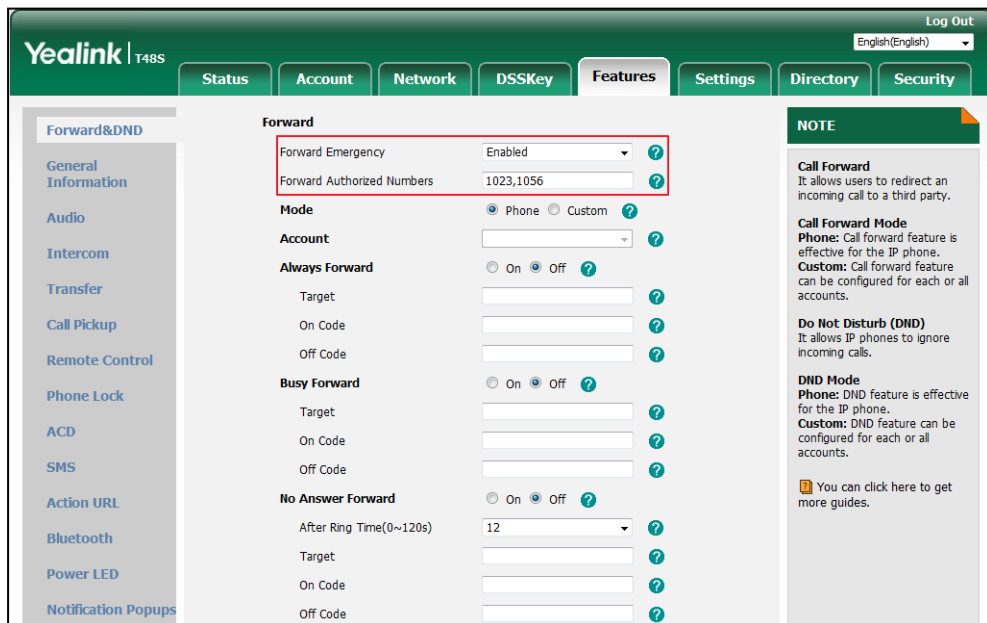 Log Out
English(English)
Yealink | T48S
Status Account Network DSSKey Features Settings Directory Security
Forward&DND
General
Information
Audio
Intercom
Transfer
Call Pickup
Remote Control
Phone Lock
ACD
SMS
Action URL
Bluetooth
Power LED
Notification Popups
Forward
Forward Emergency Enabled ?
Forward Authorized Numbers 1023,1056 ?
Mode Phone Custom ?
Account ?
Always Forward On Off ?
Target ?
On Code ?
Off Code ?
Busy Forward On Off ?
Target ?
On Code ?
Off Code ?
No Answer Forward On Off ?
After Ring Time(0~120s) 12 ?
Target ?
On Code ?
Off Code ?
NOTE
Call Forward
It allows users to redirect an
incoming call to a third party.
Call Forward Mode
Phone: Call forward feature is
effective for the IP phone.
Custom: Call forward feature
can be configured for each or all
accounts.
Do Not Disturb (DND)
It allows IP phones to ignore
incoming calls.
DND Mode
Phone: DND feature is effective
for the IP phone.
Custom: DND feature can be
configured for each or all
accounts.
? You can click here to get
more guides.